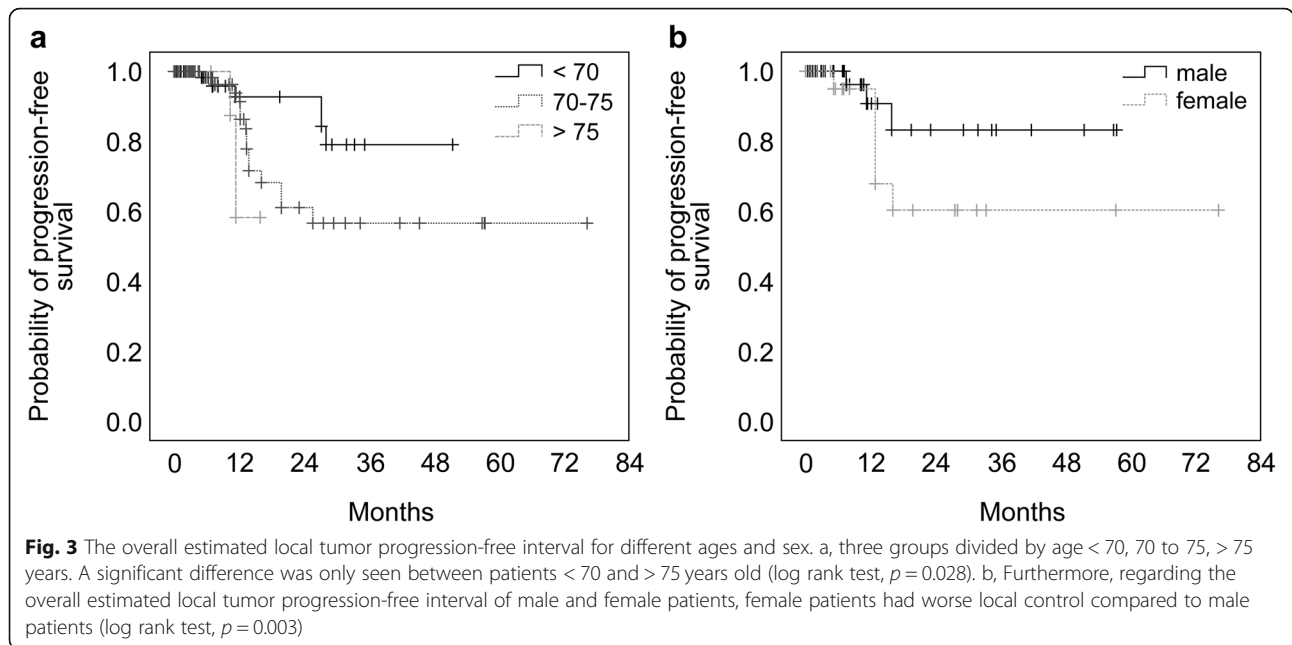 a
1.0
0.8
0.6
0.4
0.2
0.0
Probability of progression-free
survival
< 70
70-75
> 75
0 12 24 36 48 60 72 84
Months
b
1.0
0.8
0.6
0.4
0.2
0.0
Probability of progression-free
survival
male
female
0 12 24 36 48 60 72 84
Months
Fig. 3 The overall estimated local tumor progression-free interval for different ages and sex. a, three groups divided by age < 70, 70 to 75, > 75
years. A significant difference was only seen between patients < 70 and > 75 years old (log rank test, p = 0.028). b, Furthermore, regarding the
overall estimated local tumor progression-free interval of male and female patients, female patients had worse local control compared to male
patients (log rank test, p = 0.003)